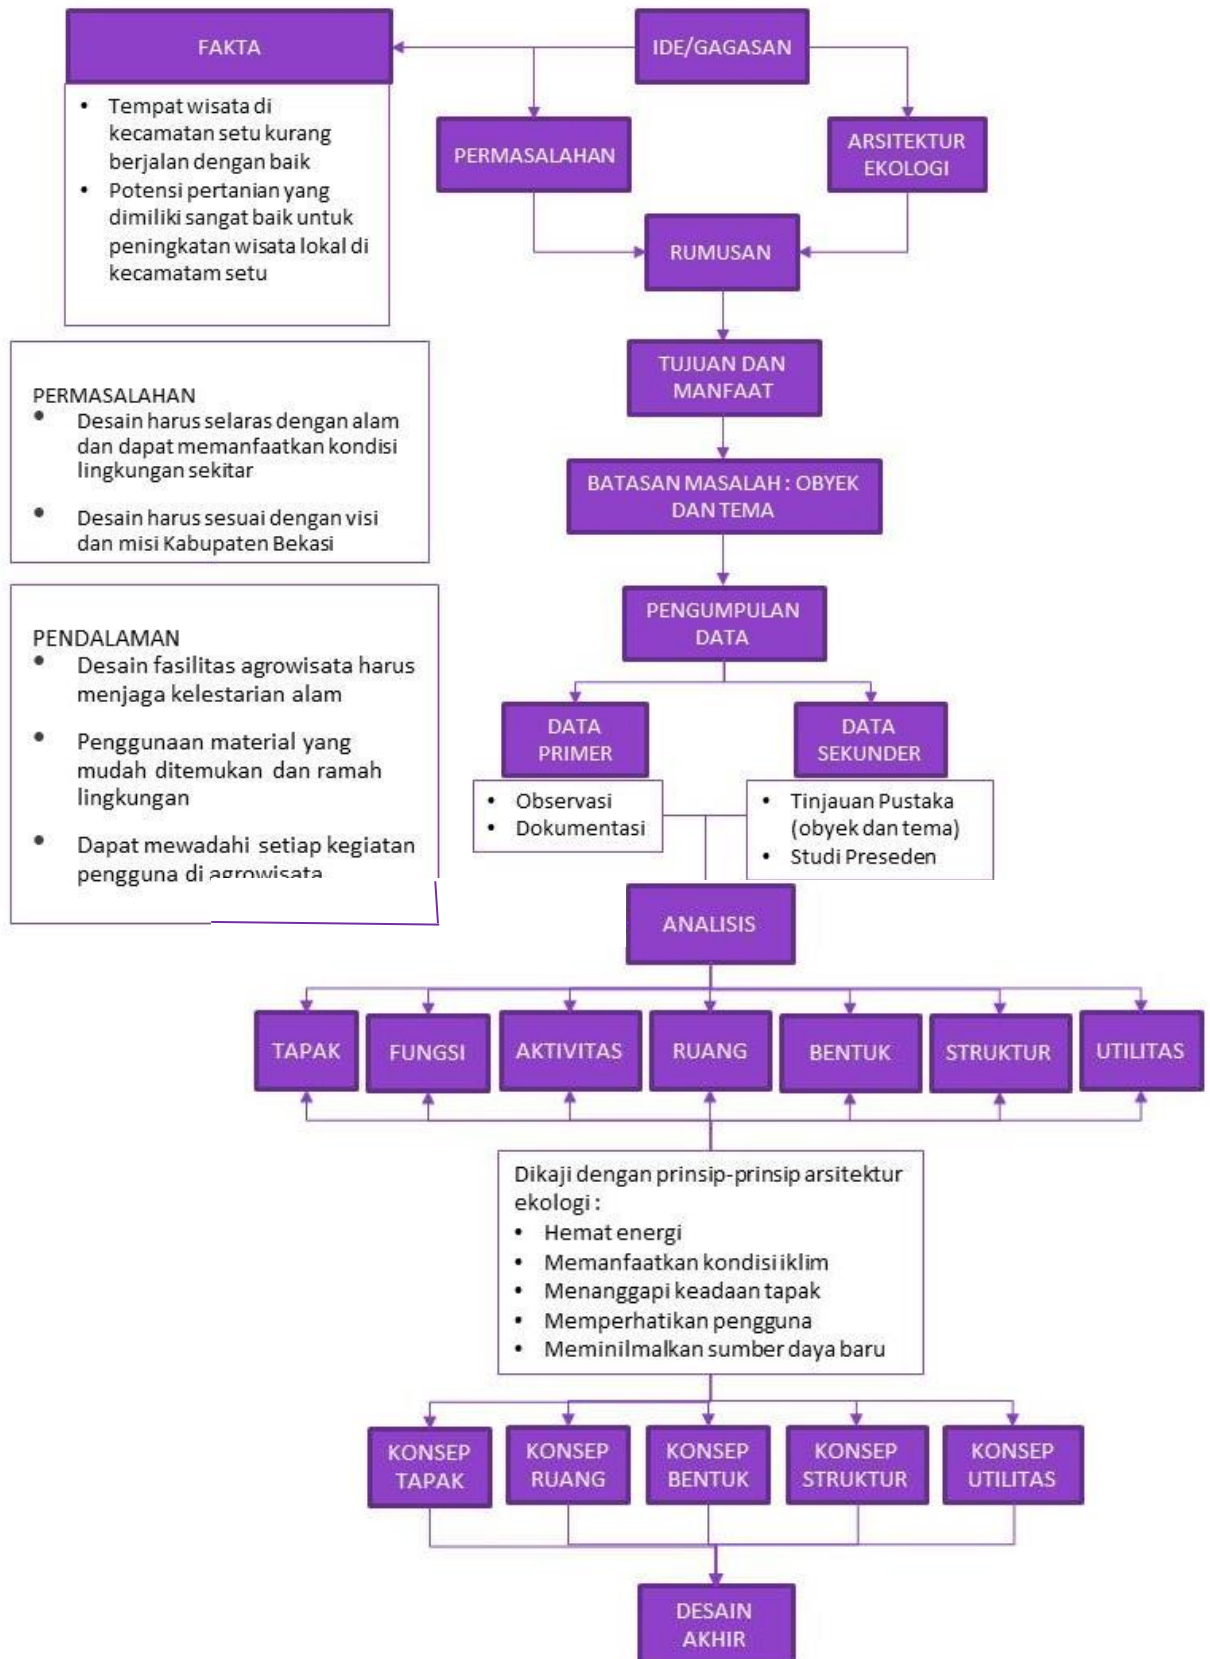 FAKTA
IDE/GAGASAN
• Tempat wisata di
kecamatan setu kurang
berjalan dengan baik
• Potensi pertanian yang
dimiliki sangat baik untuk
peningkatan wisata lokal di
kecamatam setu
PERMASALAHAN
ARSITEKTUR
EKOLOGI
RUMUSAN
TUJUAN DAN
MANFAAT
PERMASALAHAN
• Desain harus selaras dengan alam
dan dapat memanfaatkan kondisi
lingkungan sekitar
• Desain harus sesuai dengan visi
dan misi Kabupaten Bekasi
BATASAN MASALAH : OBYEK
DAN TEMA
PENGUMPULAN
DATA
PENDALAMAN
• Desain fasilitas agrowisata harus
menjaga kelestarian alam
• Penggunaan material yang
mudah ditemukan dan ramah
lingkungan
• Dapat mewadahi setiap kegiatan
pengguna di agrowisata
DATA
PRIMER
DATA
SEKUNDER
• Observasi
• Dokumentasi
• Tinjauan Pustaka
(obyek dan tema)
• Studi Preseden
ANALISIS
TAPAK
FUNGSI
AKTIVITAS
RUANG
BENTUK
STRUKTUR
UTILITAS
Dikaji dengan prinsip-prinsip arsitektur
ekologi :
• Hemat energi
• Memanfaatkan kondisi iklim
• Menanggapi keadaan tapak
• Memperhatikan pengguna
• Meminilmalkan sumber daya baru
KONSEP
TAPAK
KONSEP
RUANG
KONSEP
BENTUK
KONSEP
STRUKTUR
KONSEP
UTILITAS
DESAIN
AKHIR